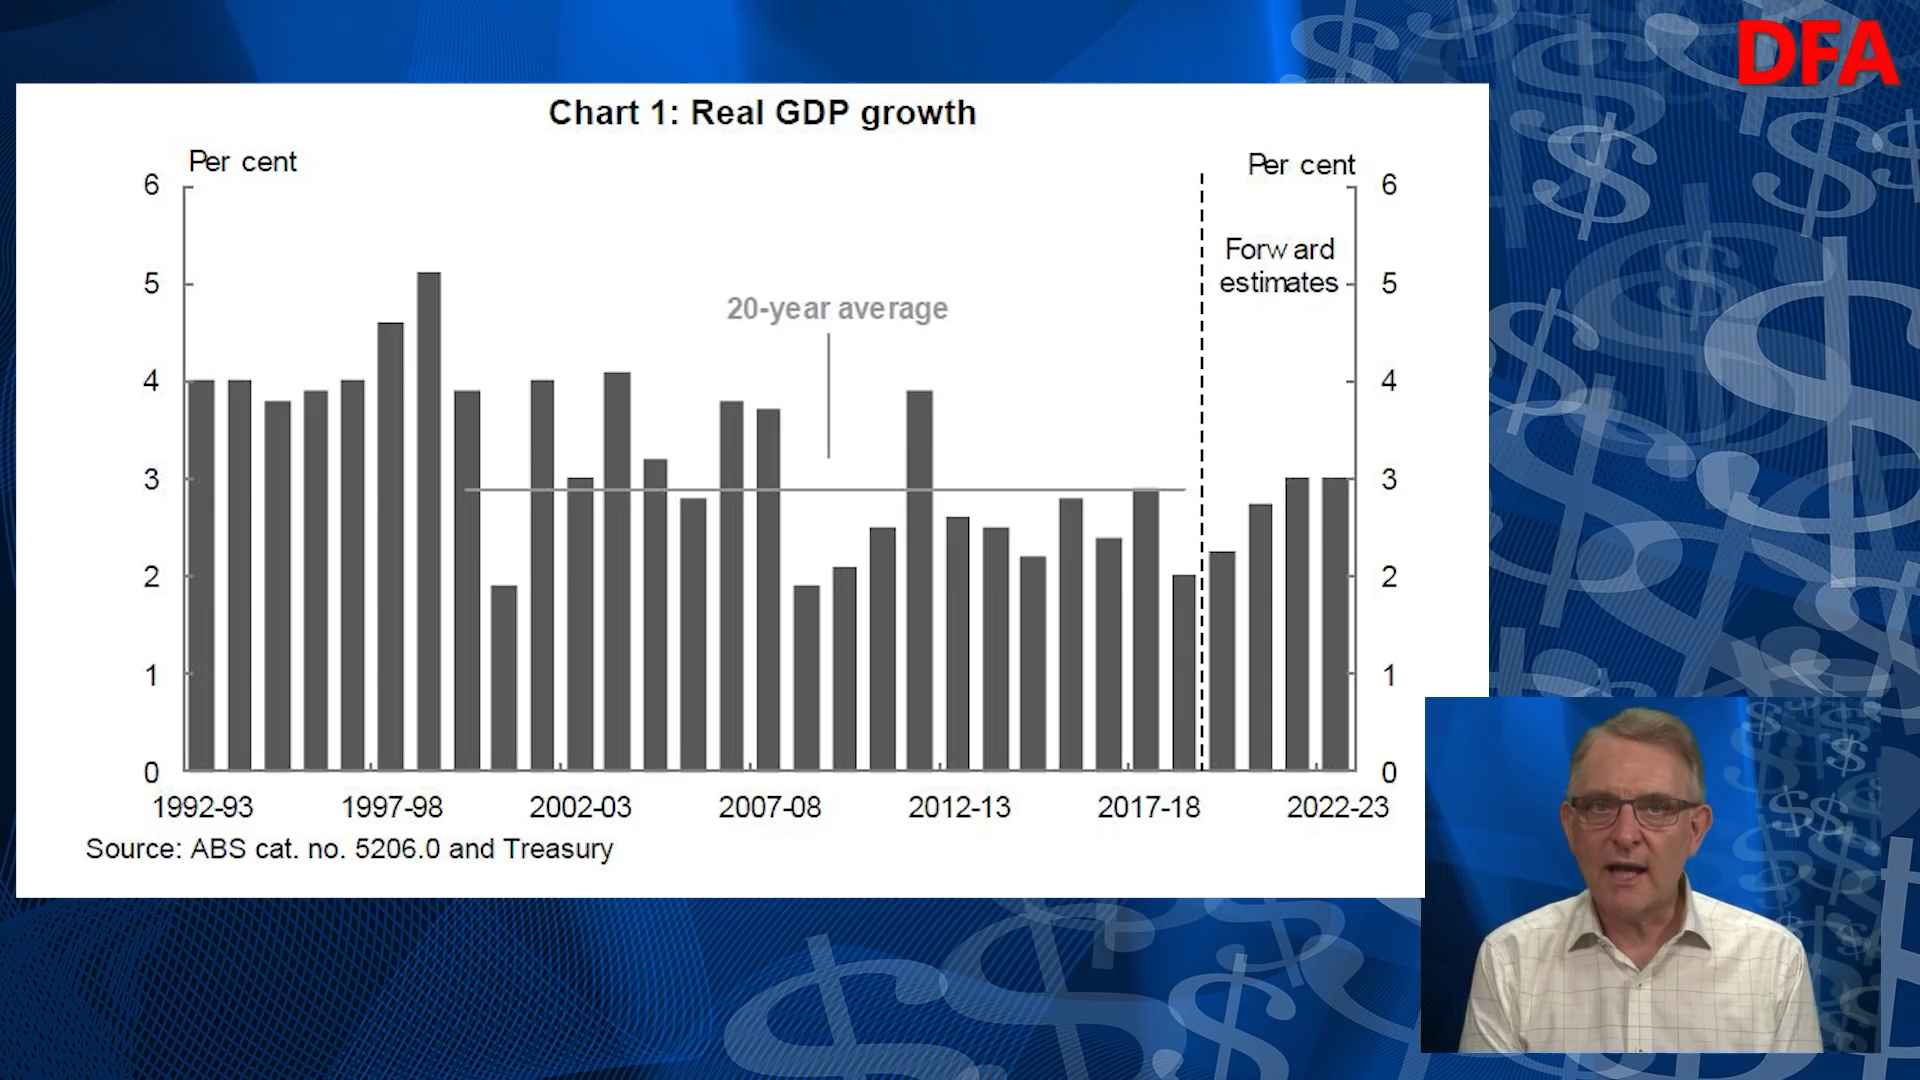 DFA
Chart 1: Real GDP growth
Per cent
Per cent
6
6
Forward
estimates
5
5
20-year average
4
4
3
3
2
2
1
1
0
0
1992-93 1997-98 2002-03 2007-08 2012-13 2017-18 2022-23
Source: ABS cat. no. 5206.0 and Treasury